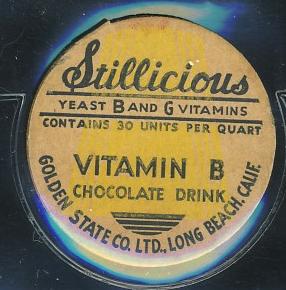 Stillicious
YEAST B AND G VITAMINS
CONTAINS 30 UNITS PER QUART
VITAMIN B
CHOCOLATE DRINK
GOLDEN STATE CO. LTD., LONG BEACH, CALIF.